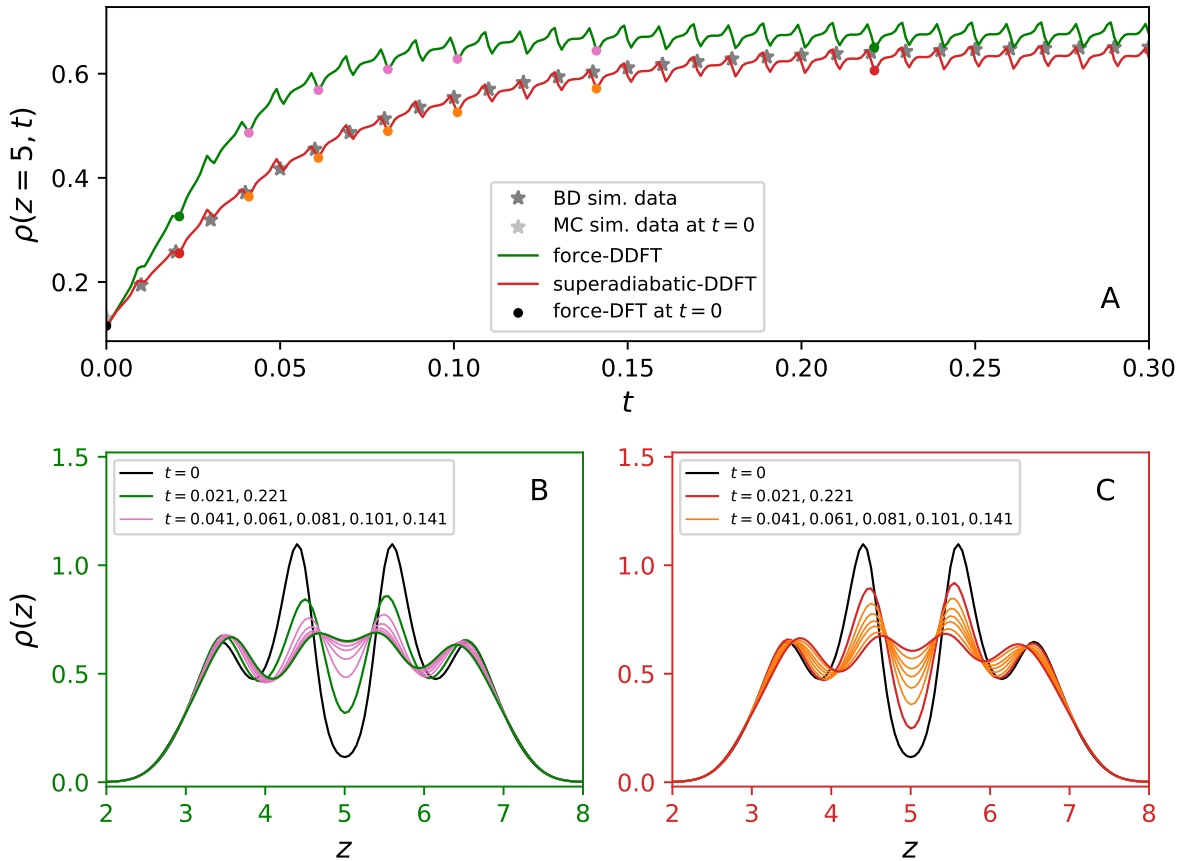 ρ(z = 5, t)
0.6
0.4
0.2
BD sim. data
MC sim. data at t = 0
force-DDFT
superadiabatic-DDFT
force-DFT at t = 0
A
0.00 0.05 0.10 0.15 0.20 0.25 0.30
t
ρ(z)
1.5
1.0
0.5
0.0
t = 0
t = 0.021, 0.221
t = 0.041, 0.061, 0.081, 0.101, 0.141
B
2 3 4 5 6 7 8
z
1.5
1.0
0.5
0.0
t = 0
t = 0.021, 0.221
t = 0.041, 0.061, 0.081, 0.101, 0.141
C
2 3 4 5 6 7 8
z